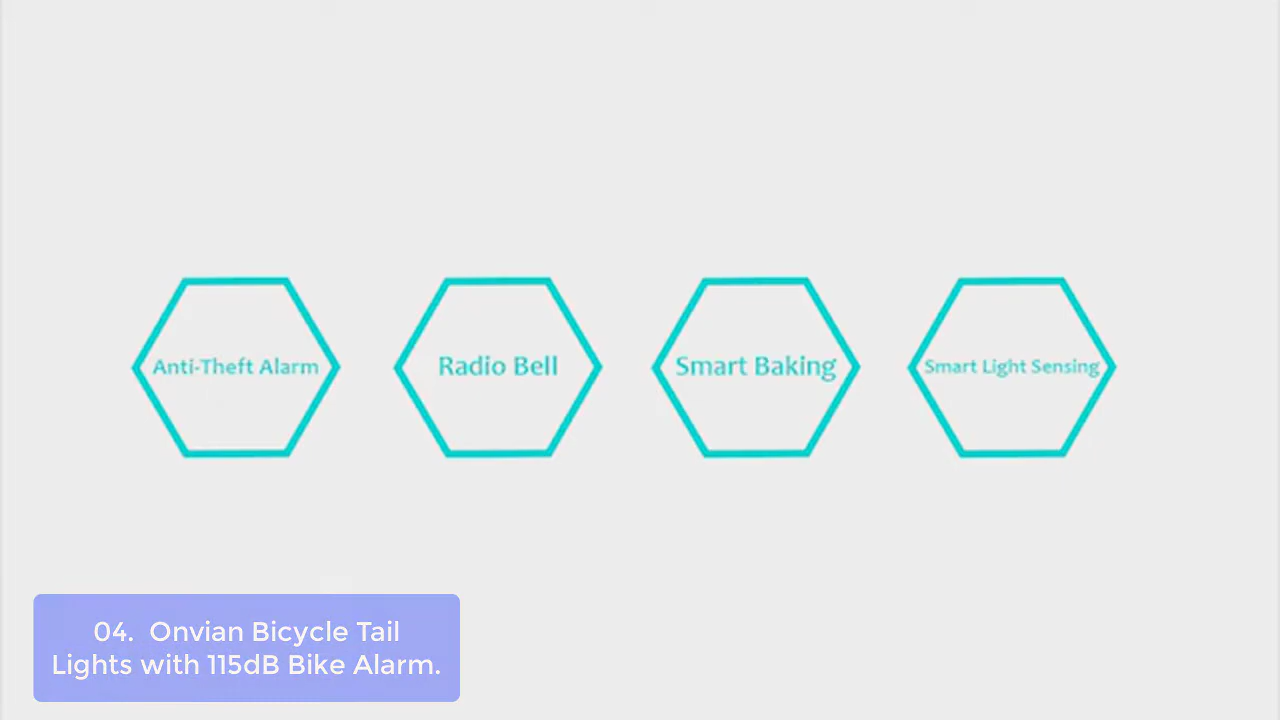 Anti-Theft Alarm
Radio Bell
Smart Baking
Smart Light Sensing
04. Onvian Bicycle Tail
Lights with 115dB Bike Alarm.